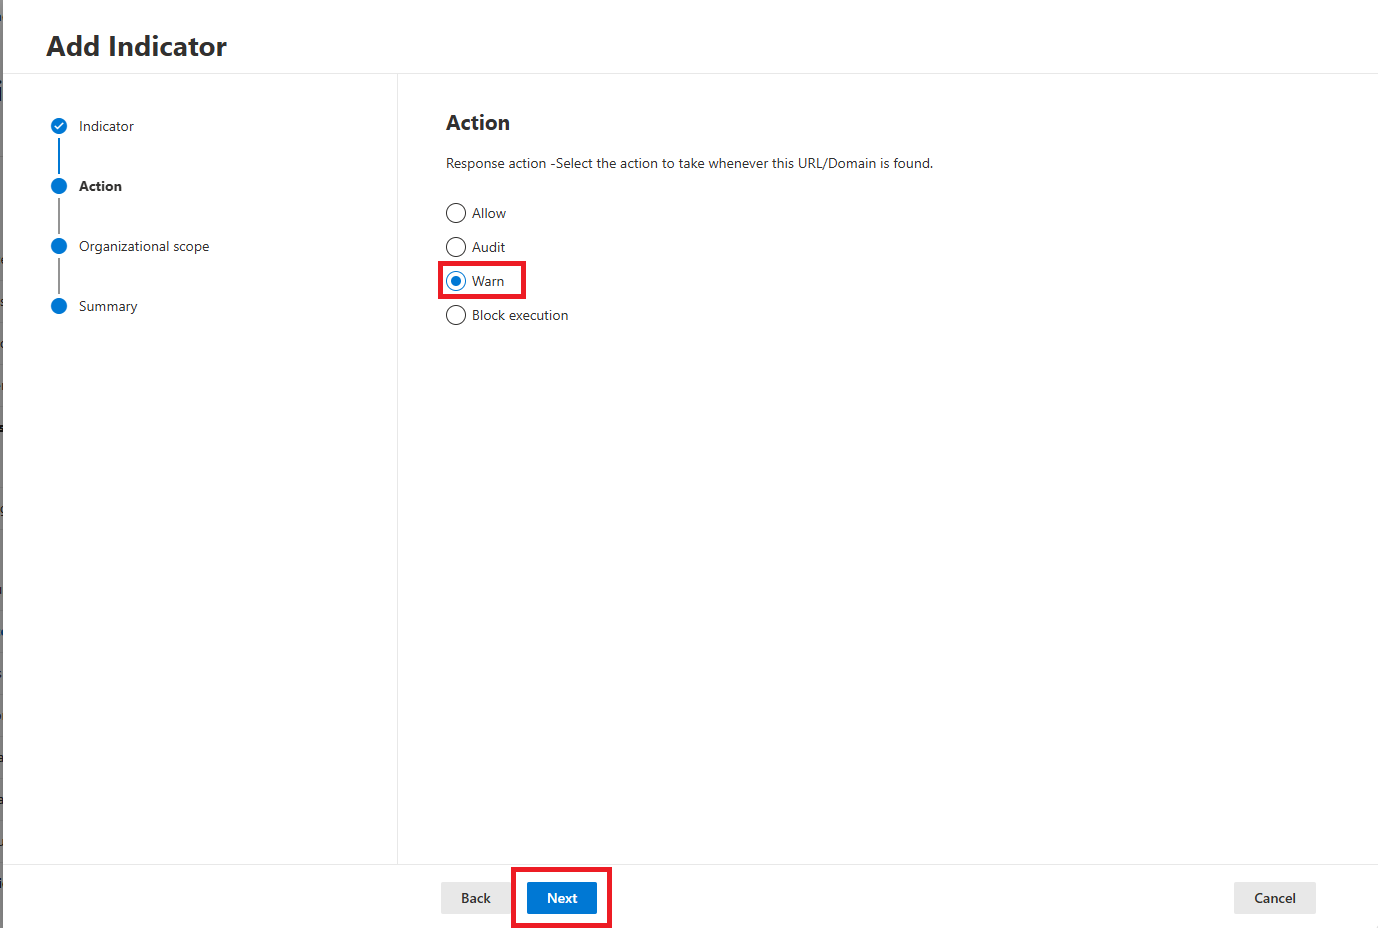 Add Indicator
Indicator
Action
Organizational scope
Summary
Action
Response action -Select the action to take whenever this URL/Domain is found.
Allow
Audit
Warn
Block execution
Back
Next
Cancel